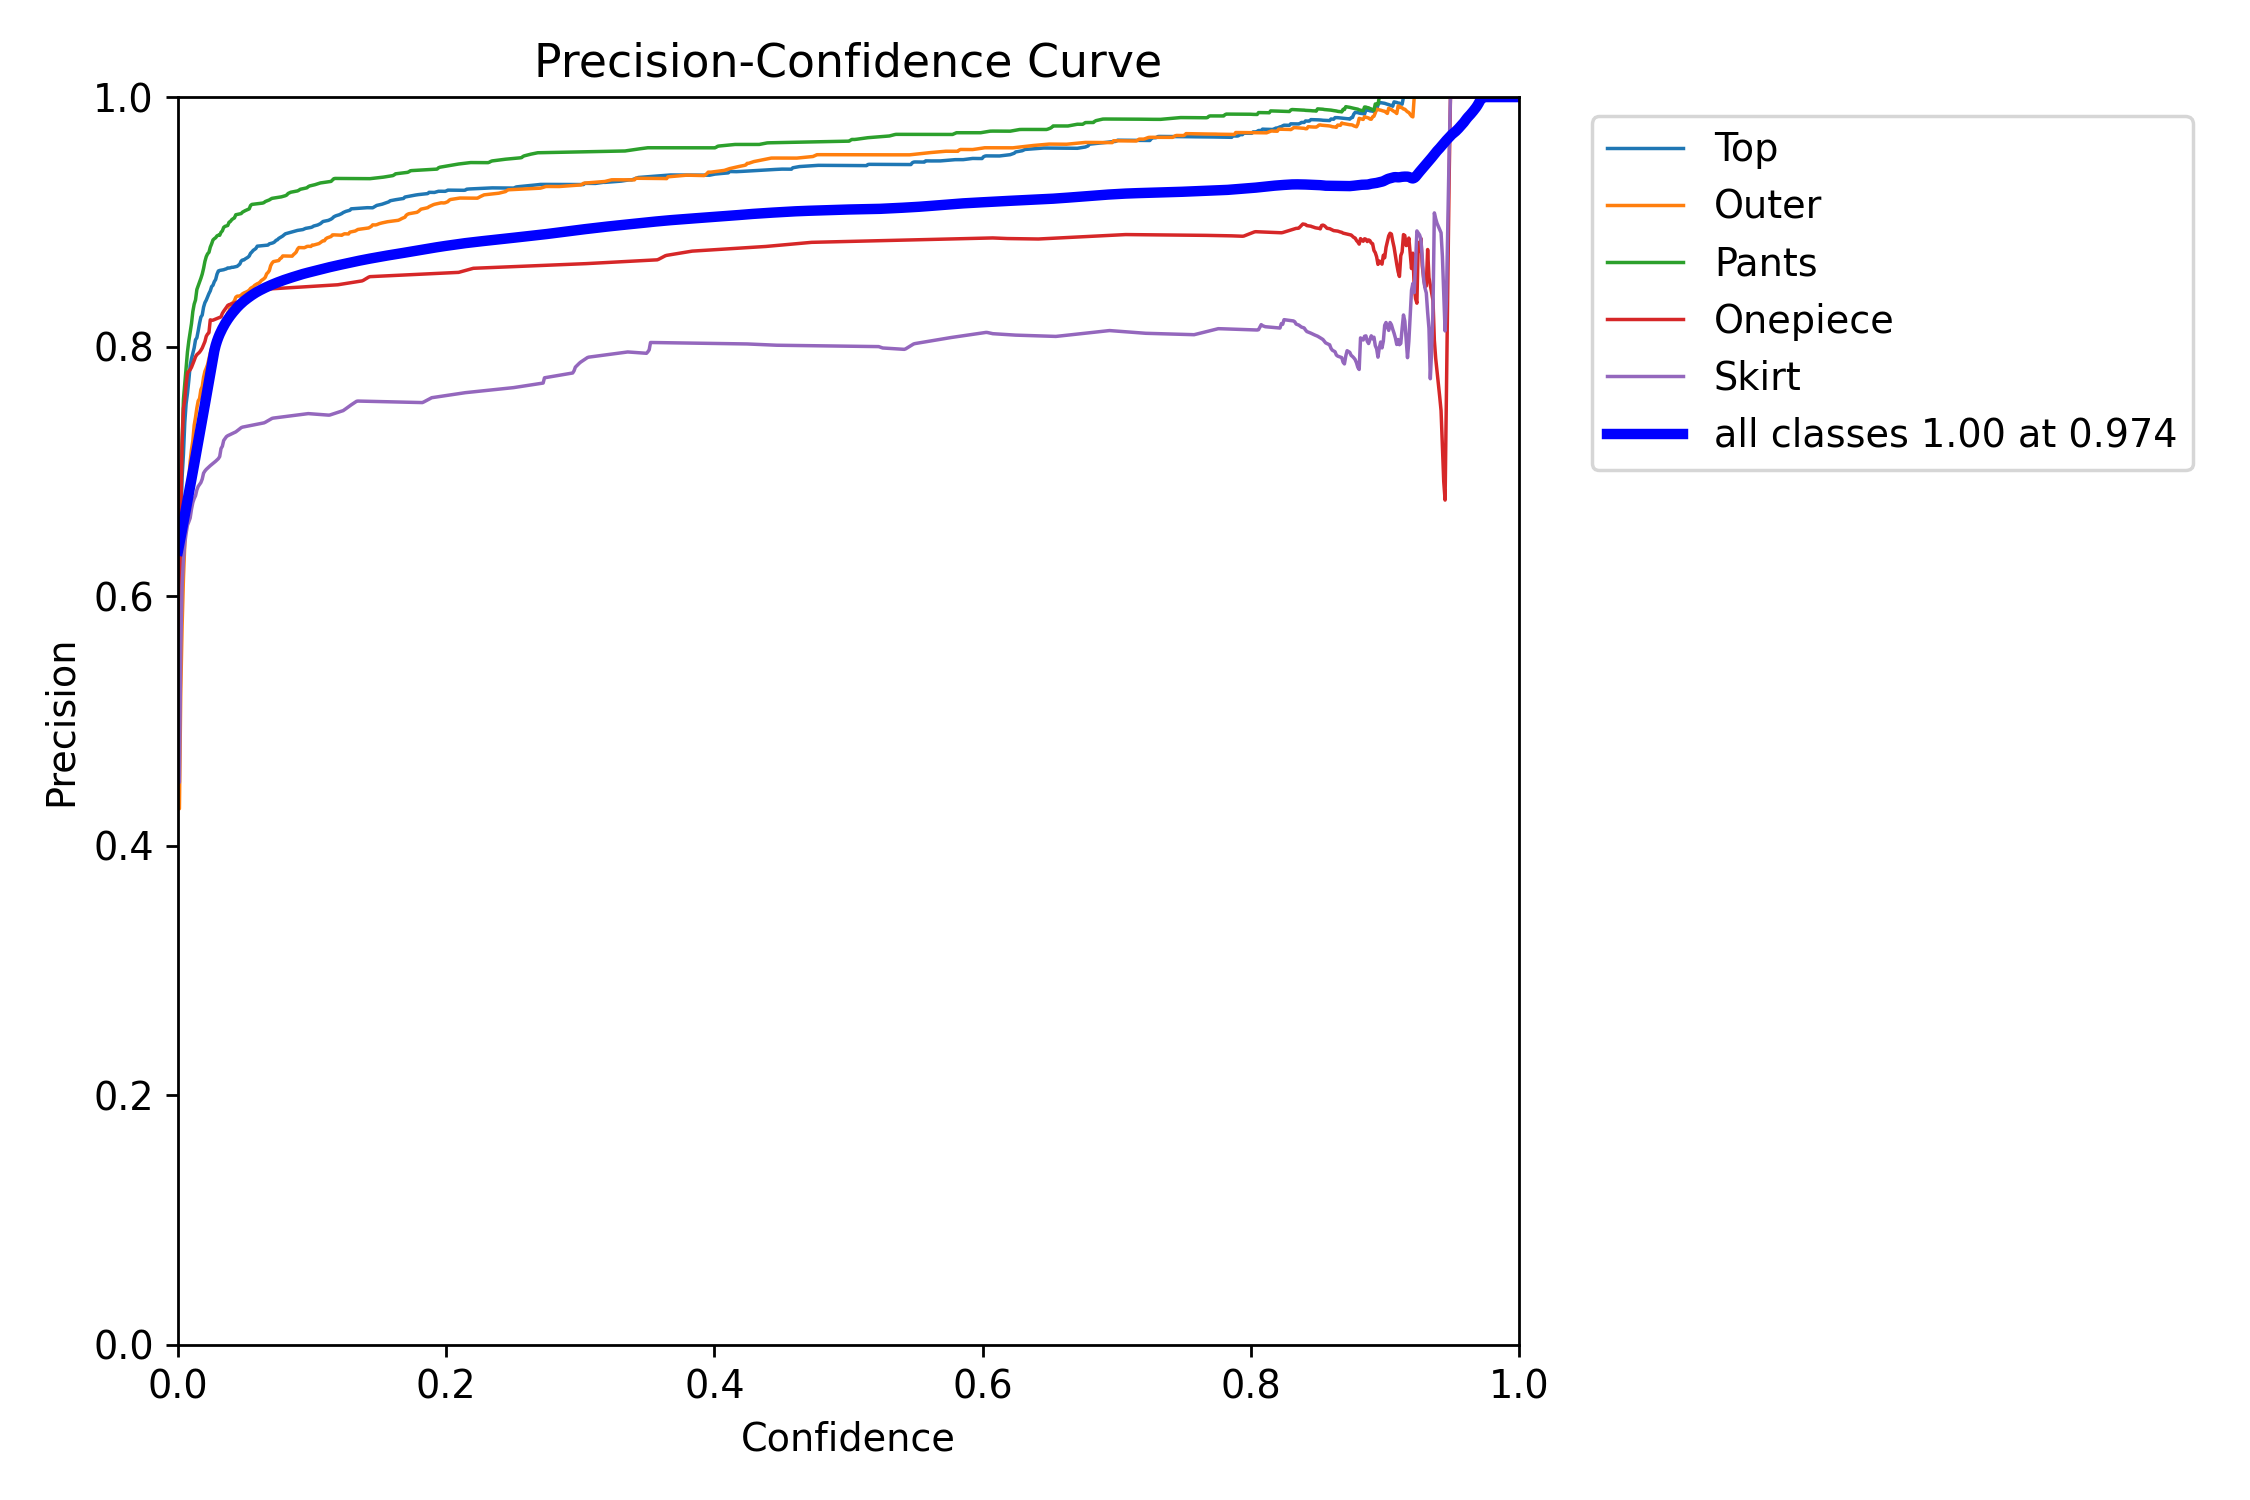 Precision-Confidence Curve
1.0
0.8
0.6
0.4
0.2
0.0
Precision
0.0 0.2 0.4 0.6 0.8 1.0
Confidence
Top
Outer
Pants
Onepiece
Skirt
all classes 1.00 at 0.974